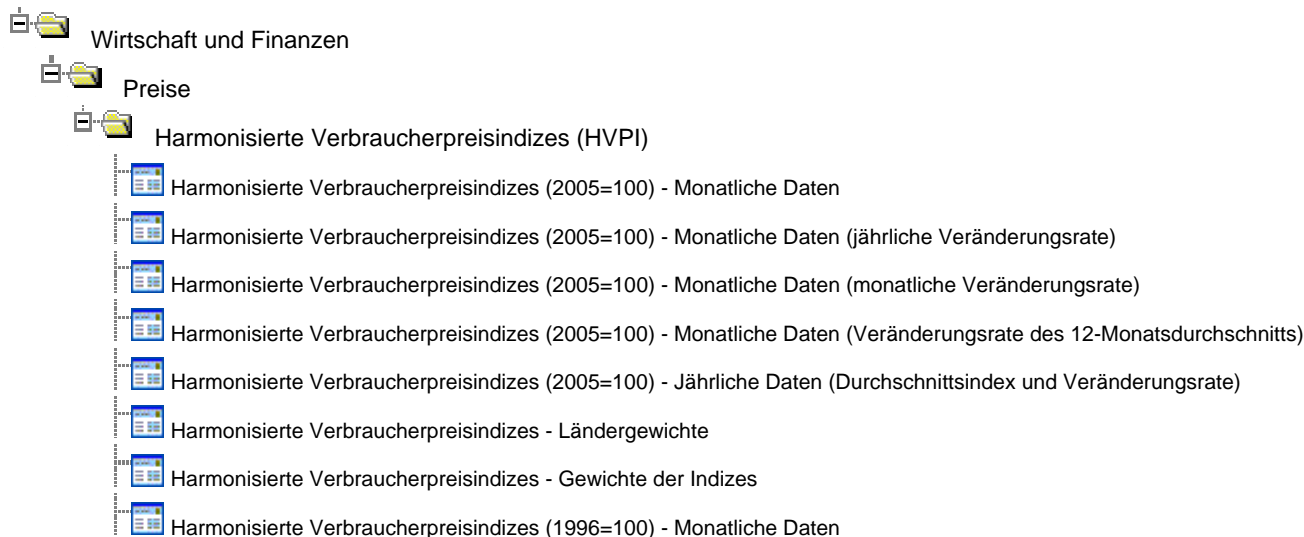 Wirtschaft und Finanzen
Preise
Harmonisierte Verbraucherpreisindizes (HVPI)
Harmonisierte Verbraucherpreisindizes (2005=100) - Monatliche Daten
Harmonisierte Verbraucherpreisindizes (2005=100) - Monatliche Daten (jährliche Veränderungsrate)
Harmonisierte Verbraucherpreisindizes (2005=100) - Monatliche Daten (monatliche Veränderungsrate)
Harmonisierte Verbraucherpreisindizes (2005=100) - Monatliche Daten (Veränderungsrate des 12-Monatsdurchschnitts)
Harmonisierte Verbraucherpreisindizes (2005=100) - Jährliche Daten (Durchschnittsindex und Veränderungsrate)
Harmonisierte Verbraucherpreisindizes - Ländergewichte
Harmonisierte Verbraucherpreisindizes - Gewichte der Indizes
Harmonisierte Verbraucherpreisindizes (1996=100) - Monatliche Daten